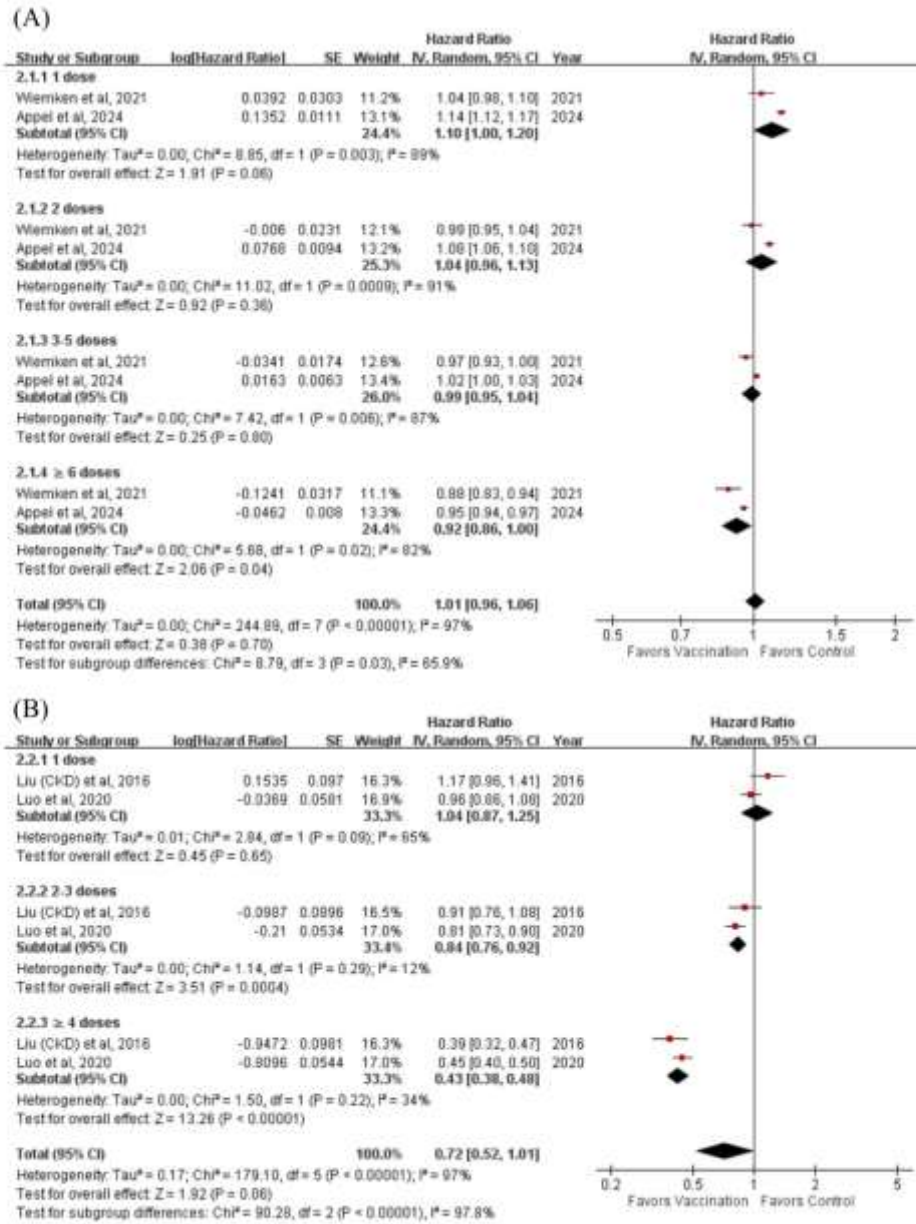 (A)
Hazard Ratio Hazard Ratio
Study or Subgroup log[Hazard Ratio] SE Weight IV, Random, 95% CI Year IV, Random, 95% CI
2.1.1 1 dose
Wiemken et al, 2021 0.0392 0.0303 11.2% 1.04 [0.98, 1.10] 2021
Appel et al, 2024 0.1352 0.0111 13.1% 1.14 [1.12, 1.17] 2024
Subtotal (95% CI) 24.4% 1.10 [1.00, 1.20]
Heterogeneity: Tau² = 0.00; Chi² = 8.85, df = 1 (P = 0.003); I² = 89%
Test for overall effect: Z = 1.91 (P = 0.06)
2.1.2 2 doses
Wiemken et al, 2021 -0.006 0.0231 12.1% 0.99 [0.95, 1.04] 2021
Appel et al, 2024 0.0768 0.0094 13.2% 1.08 [1.06, 1.10] 2024
Subtotal (95% CI) 25.3% 1.04 [0.96, 1.13]
Heterogeneity: Tau² = 0.00; Chi² = 11.02, df = 1 (P = 0.0009); I² = 91%
Test for overall effect: Z = 0.92 (P = 0.36)
2.1.3 3-5 doses
Wiemken et al, 2021 -0.0341 0.0174 12.6% 0.97 [0.93, 1.00] 2021
Appel et al, 2024 0.0163 0.0063 13.4% 1.02 [1.00, 1.03] 2024
Subtotal (95% CI) 26.0% 0.99 [0.95, 1.04]
Heterogeneity: Tau² = 0.00; Chi² = 7.42, df = 1 (P = 0.006); I² = 87%
Test for overall effect: Z = 0.25 (P = 0.80)
2.1.4 ≥ 6 doses
Wiemken et al, 2021 -0.1241 0.0317 11.1% 0.88 [0.83, 0.94] 2021
Appel et al, 2024 -0.0462 0.008 13.3% 0.95 [0.94, 0.97] 2024
Subtotal (95% CI) 24.4% 0.92 [0.86, 1.00]
Heterogeneity: Tau² = 0.00; Chi² = 5.68, df = 1 (P = 0.02); I² = 82%
Test for overall effect: Z = 2.06 (P = 0.04)
Total (95% CI) 100.0% 1.01 [0.96, 1.06]
Heterogeneity: Tau² = 0.00; Chi² = 244.89, df = 7 (P < 0.00001); I² = 97%
Test for overall effect: Z = 0.38 (P = 0.70)
Test for subgroup differences: Chi² = 8.79, df = 3 (P = 0.03), I² = 65.9%
0.5 0.7 1 1.5 2
Favors Vaccination Favors Control
(B)
Hazard Ratio Hazard Ratio
Study or Subgroup log[Hazard Ratio] SE Weight IV, Random, 95% CI Year IV, Random, 95% CI
2.2.1 1 dose
Liu (CKD) et al, 2016 0.1535 0.097 16.3% 1.17 [0.96, 1.41] 2016
Luo et al, 2020 -0.0369 0.0581 16.9% 0.96 [0.86, 1.08] 2020
Subtotal (95% CI) 33.3% 1.04 [0.87, 1.25]
Heterogeneity: Tau² = 0.01; Chi² = 2.84, df = 1 (P = 0.09); I² = 65%
Test for overall effect: Z = 0.45 (P = 0.65)
2.2.2 2-3 doses
Liu (CKD) et al, 2016 -0.0987 0.0896 16.5% 0.91 [0.76, 1.08] 2016
Luo et al, 2020 -0.21 0.0534 17.0% 0.81 [0.73, 0.90] 2020
Subtotal (95% CI) 33.4% 0.84 [0.76, 0.92]
Heterogeneity: Tau² = 0.00; Chi² = 1.14, df = 1 (P = 0.29); I² = 12%
Test for overall effect: Z = 3.51 (P = 0.0004)
2.2.3 ≥ 4 doses
Liu (CKD) et al, 2016 -0.9472 0.0981 16.3% 0.39 [0.32, 0.47] 2016
Luo et al, 2020 -0.8096 0.0544 17.0% 0.45 [0.40, 0.50] 2020
Subtotal (95% CI) 33.3% 0.43 [0.38, 0.48]
Heterogeneity: Tau² = 0.00; Chi² = 1.50, df = 1 (P = 0.22); I² = 34%
Test for overall effect: Z = 13.26 (P < 0.00001)
Total (95% CI) 100.0% 0.72 [0.52, 1.01]
Heterogeneity: Tau² = 0.17; Chi² = 179.10, df = 5 (P < 0.00001); I² = 97%
Test for overall effect: Z = 1.92 (P = 0.06)
Test for subgroup differences: Chi² = 90.28, df = 2 (P < 0.00001), I² = 97.8%
0.2 0.5 1 2 5
Favors Vaccination Favors Control